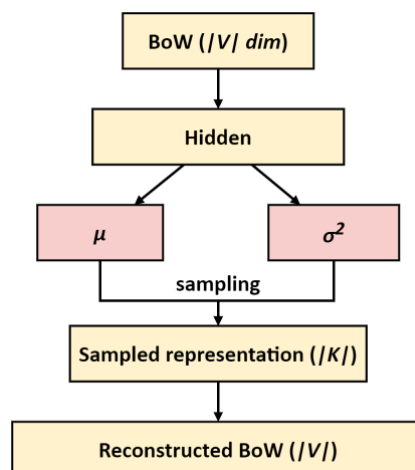 BoW (|V| dim)
Hidden
μ
σ²
sampling
Sampled representation (|K|)
Reconstructed BoW (|V|)